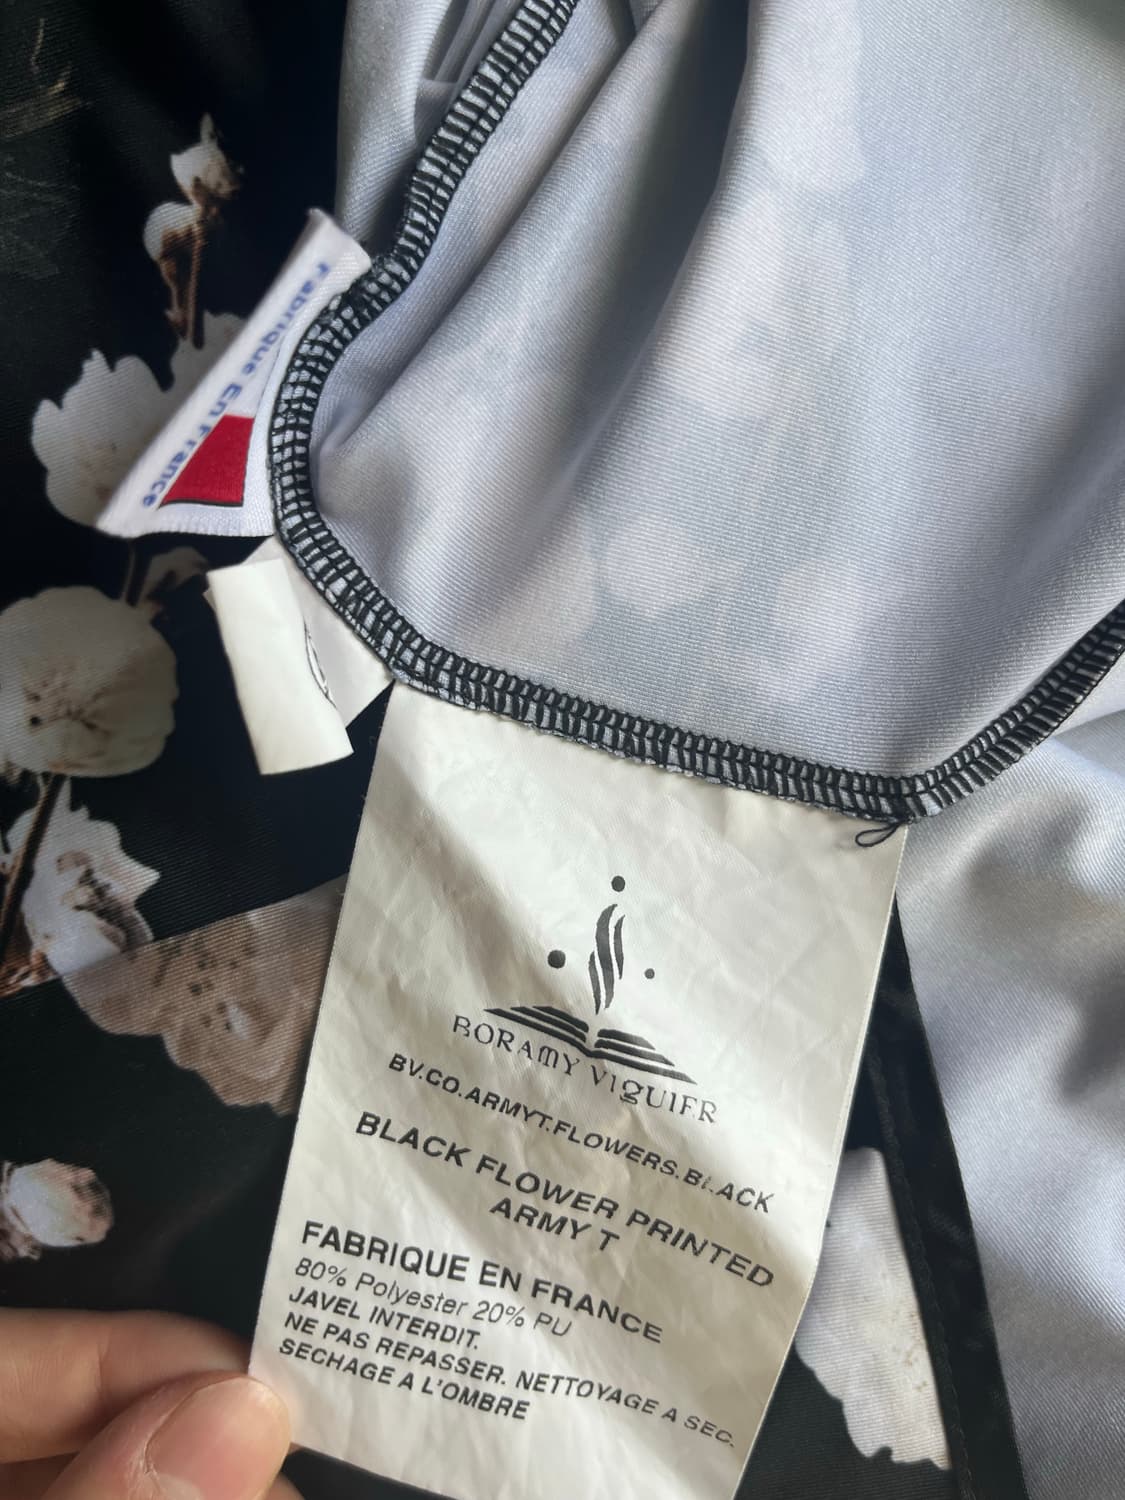 Fabrique En France
BORAMY VIGUIER
BV.CO.ARMYT.FLOWERS.BLACK
BLACK FLOWER PRINTED
ARMY T
FABRIQUE EN FRANCE
80% Polyester 20% PU
JAVEL INTERDIT.
NE PAS REPASSER. NETTOYAGE A SEC.
SECHAGE A L'OMBRE